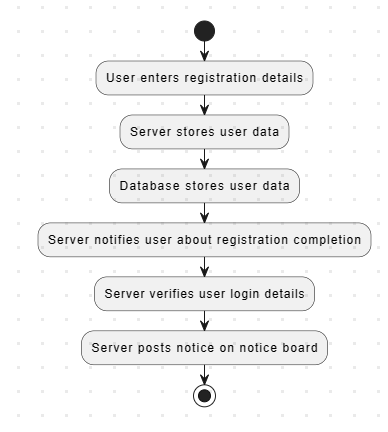 User enters registration details
Server stores user data
Database stores user data
Server notifies user about registration completion
Server verifies user login details
Server posts notice on notice board